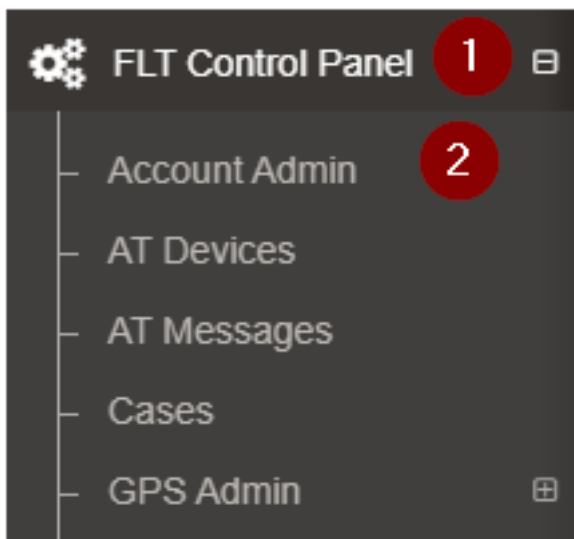 FLT Control Panel 1
Account Admin 2
AT Devices
AT Messages
Cases
GPS Admin